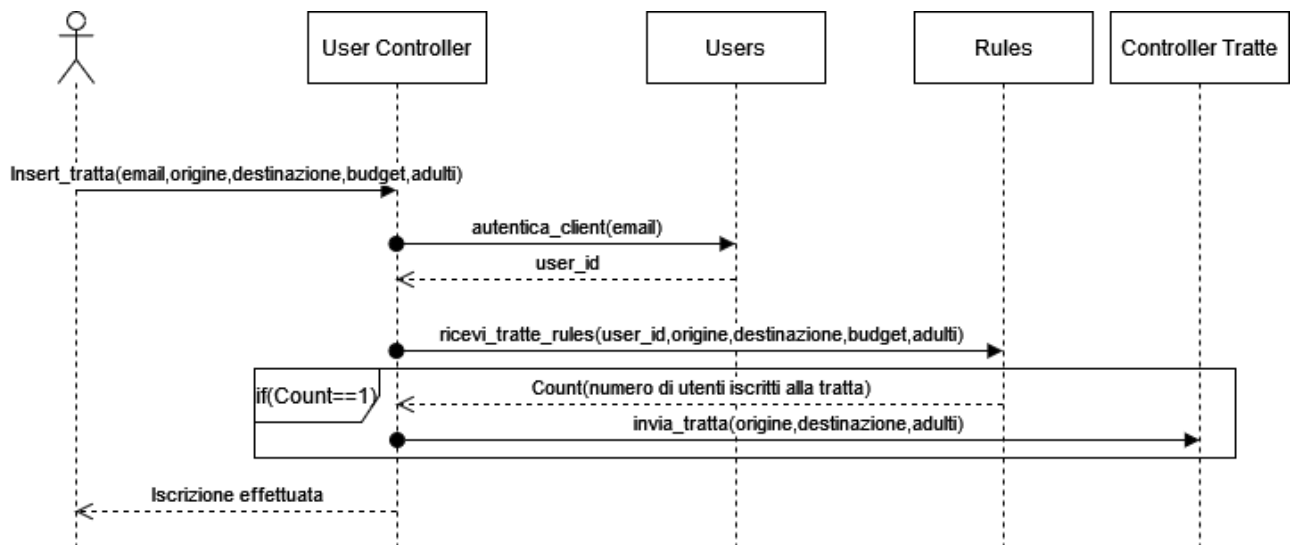 User Controller
Users
Rules
Controller Tratte
Insert_tratta(email,origine,destinazione,budget,adulti)
autentica_client(email)
user_id
ricevi_tratte_rules(user_id,origine,destinazione,budget,adulti)
if(Count==1)
Count(numero di utenti iscritti alla tratta)
invia_tratta(origine,destinazione,adulti)
Iscrizione effettuata